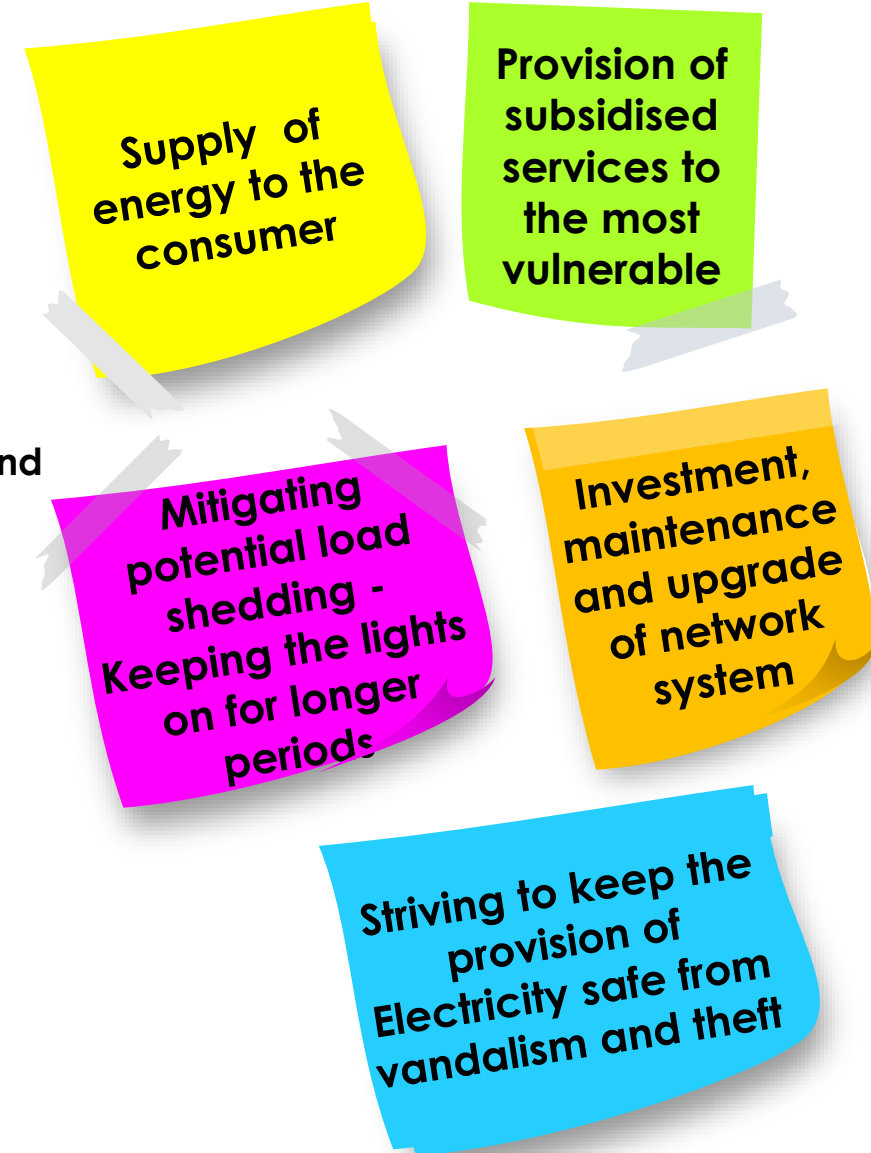 Supply of
energy to the
consumer
Provision of
subsidised
services to
the most
vulnerable
nd
Mitigating
potential load
shedding -
Keeping the lights
on for longer
periods
Investment,
maintenance
and upgrade
of network
system
Striving to keep the
provision of
Electricity safe from
vandalism and theft